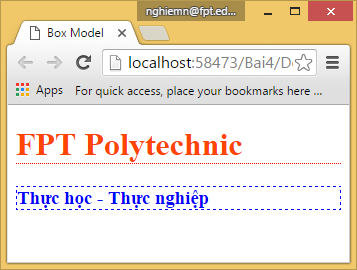 nghiemn@fpt.ed...
Box Model
localhost:58473/Bai4/De
Apps For quick access, place your bookmarks here ...
FPT Polytechnic
Thực học - Thực nghiệp